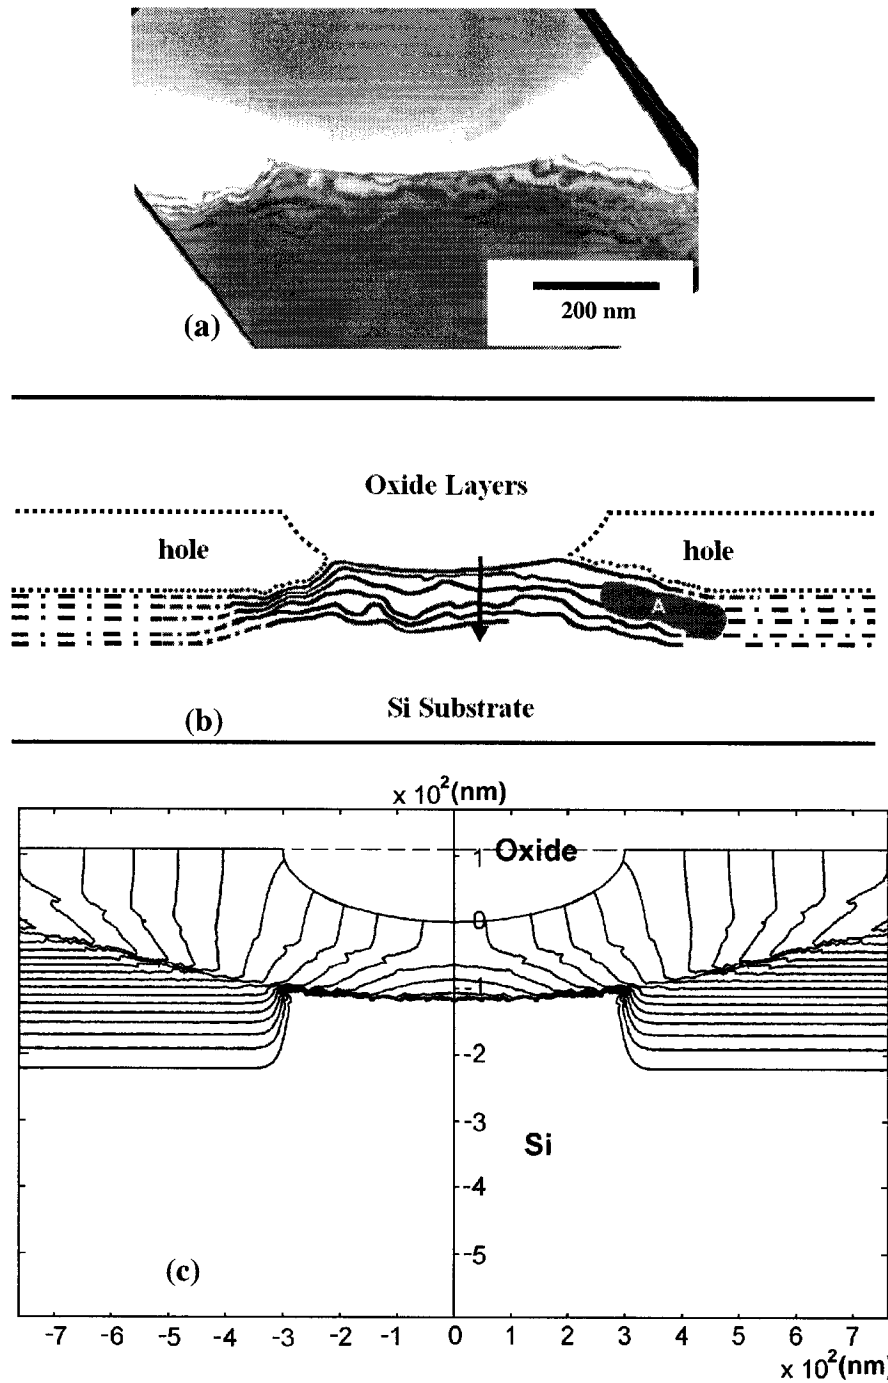 (a)
200 nm
Oxide Layers
hole
hole
A
(b)
Si Substrate
x 10²(nm)
1
Oxide
0
-1
-2
-3
Si
-4
-5
(c)
-7 -6 -5 -4 -3 -2 -1 0 1 2 3 4 5 6 7
x 10²(nm)